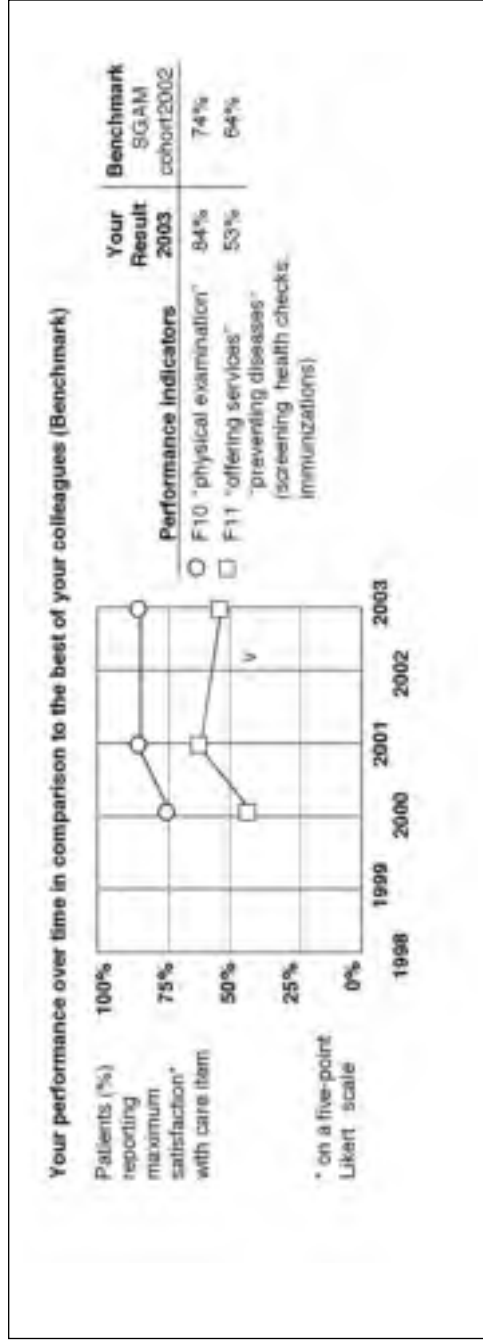 Your performance over time in comparison to the best of your colleagues (Benchmark)
Patients (%)
reporting
maximum
satisfaction*
with care item
* on a five-point
Likert scale
100%
75%
50%
25%
0%
1998
1999
2000
2001
2002
2003
v
Performance indicators
Your
Result
2003
Benchmark
SGAM
cohort2002
F10 "physical examination" 84% 74%
F11 "offering services" 53% 64%
"preventing diseases"
(screening, health checks,
immunizations)